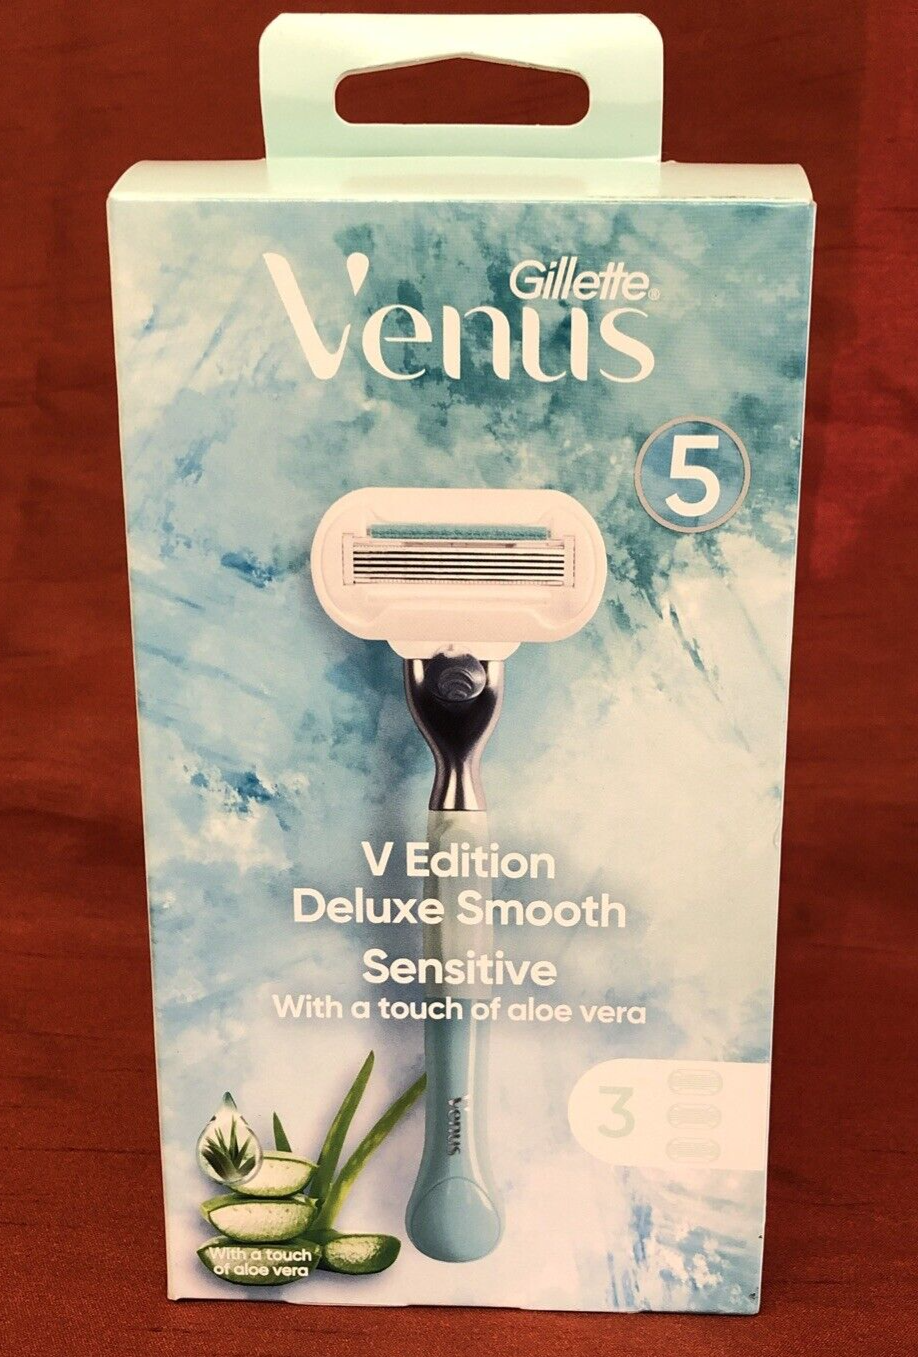 Gillette®
Venus
5
V Edition
Deluxe Smooth
Sensitive
With a touch of aloe vera
3
Venus
With a touch
of aloe vera